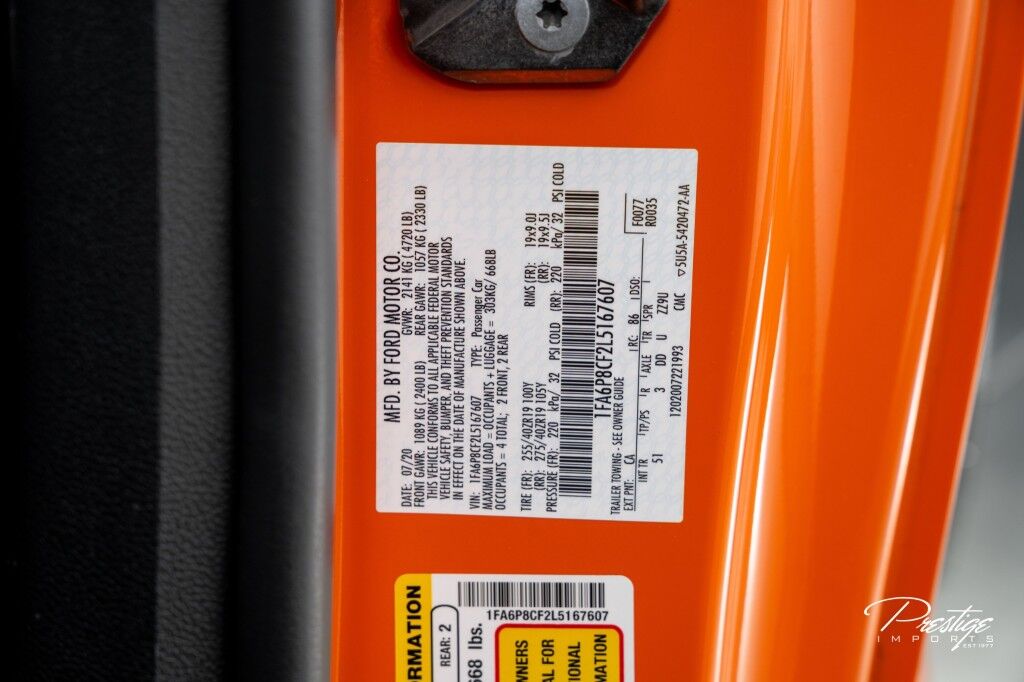 MFD. BY FORD MOTOR CO.
DATE: 07/20 GVWR: 2141 KG ( 4720 LB)
FRONT GAWR: 1089 KG ( 2400 LB) REAR GAWR: 1057 KG ( 2330 LB)
THIS VEHICLE CONFORMS TO ALL APPLICABLE FEDERAL MOTOR
VEHICLE SAFETY, BUMPER, AND THEFT PREVENTION STANDARDS
IN EFFECT ON THE DATE OF MANUFACTURE SHOWN ABOVE.
VIN: 1FA6P8CF2L5167607 TYPE: Passenger Car
MAXIMUM LOAD = OCCUPANTS + LUGGAGE = 303KG/ 668LB
OCCUPANTS = 4 TOTAL; 2 FRONT, 2 REAR
TIRE (FR): 255/40ZR19 100Y RIMS (FR): 19x9.0J
(RR): 275/40ZR19 105Y (RR): 19x9.5J
PRESSURE (FR): 220 kPa/ 32 PSI COLD (RR): 220 kPa/ 32 PSI COLD
1FA6P8CF2L5167607
TRAILER TOWING - SEE OWNER GUIDE F0077
R0035
EXT PNT: CA RC: 86 DSO:
INT TR TP/PS R AXLE TR SPR
51 3 DD U ZZ9U
1202007221993 CMC ▽5U5A-5420472-AA
ORMATION
REAR: 2
668 lbs.
1FA6P8CF2L5167607
OWNERS
AL FOR
TIONAL
RMATION
Prestige
IMPORTS
EST 1977